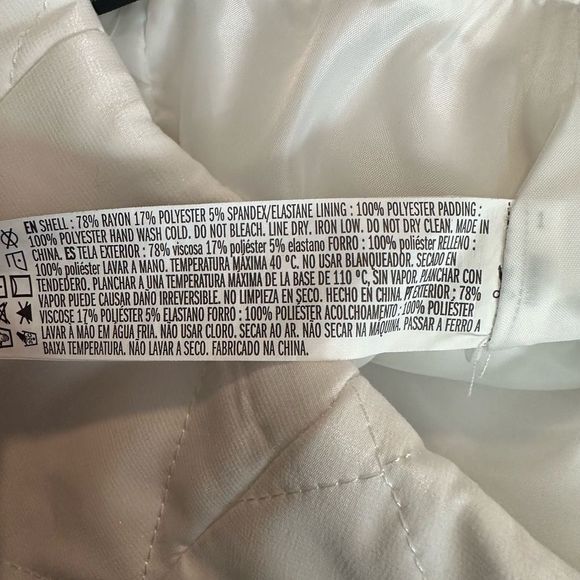 EN SHELL : 78% RAYON 17% POLYESTER 5% SPANDEX/ELASTANE LINING : 100% POLYESTER PADDING :
100% POLYESTER HAND WASH COLD. DO NOT BLEACH. LINE DRY. IRON LOW. DO NOT DRY CLEAN. MADE IN
CHINA. ES TELA EXTERIOR : 78% viscosa 17% poliéster 5% elastano FORRO : 100% poliéster RELLENO :
100% poliéster LAVAR A MANO. TEMPERATURA MÁXIMA 40 ºC. NO USAR BLANQUEADOR. SECADO EN
TENDEDERO. PLANCHAR A UNA TEMPERATURA MÁXIMA DE LA BASE DE 110 ºC, SIN VAPOR. PLANCHAR CON
VAPOR PUEDE CAUSAR DAÑO IRREVERSIBLE. NO LIMPIEZA EN SECO. HECHO EN CHINA. PT EXTERIOR : 78%
VISCOSE 17% POLIÉSTER 5% ELASTANO FORRO : 100% POLIÉSTER ACOLCHOAMENTO : 100% POLIÉSTER
LAVAR À MÃO EM ÁGUA FRIA. NÃO USAR CLORO. SECAR AO AR. NÃO SECAR NA MÁQUINA. PASSAR A FERRO A
BAIXA TEMPERATURA. NÃO LAVAR A SECO. FABRICADO NA CHINA.